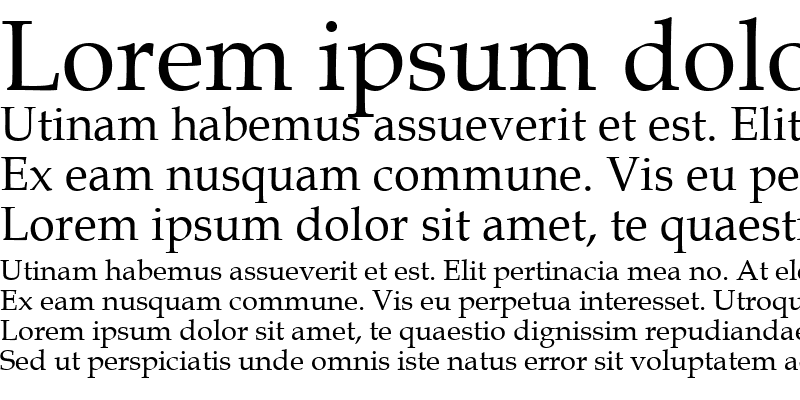 Lorem ipsum dolo
Utinam habemus assueverit et est. Elit
Ex eam nusquam commune. Vis eu pe
Lorem ipsum dolor sit amet, te quaesti
Utinam habemus assueverit et est. Elit pertinacia mea no. At ele
Ex eam nusquam commune. Vis eu perpetua interesset. Utroqu
Lorem ipsum dolor sit amet, te quaestio dignissim repudiandae
Sed ut perspiciatis unde omnis iste natus error sit voluptatem a